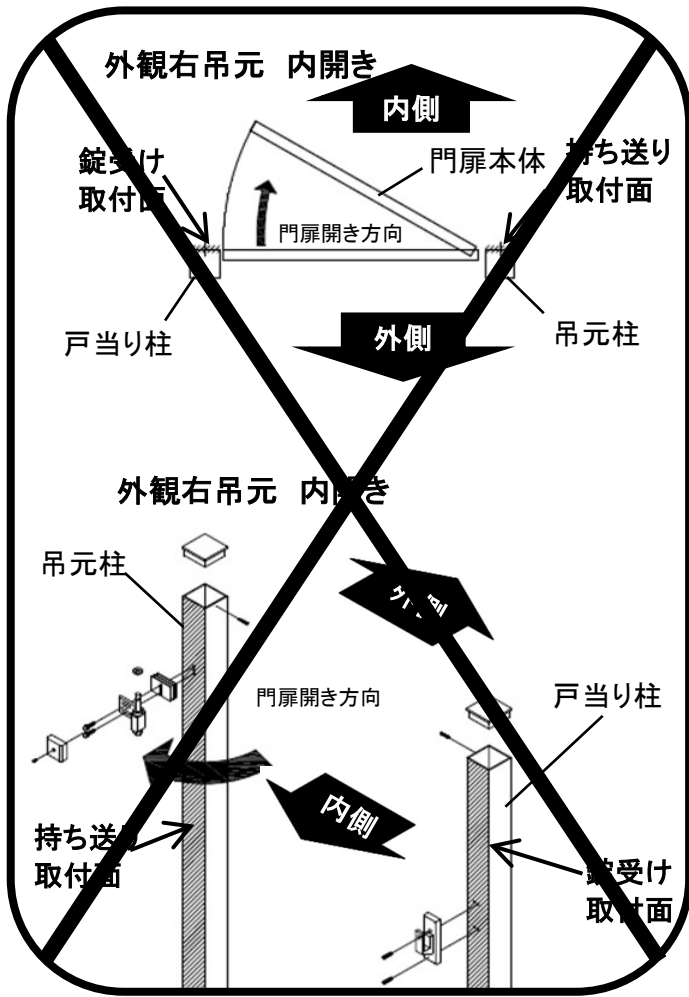 外観右吊元 内開き
内側
錠受け
取付面
門扉本体
持ち送り
取付面
門扉開き方向
戸当り柱
外側
吊元柱
外観右吊元 内開き
吊元柱
外側
門扉開き方向
戸当り柱
内側
持ち送り
取付面
錠受け
取付面